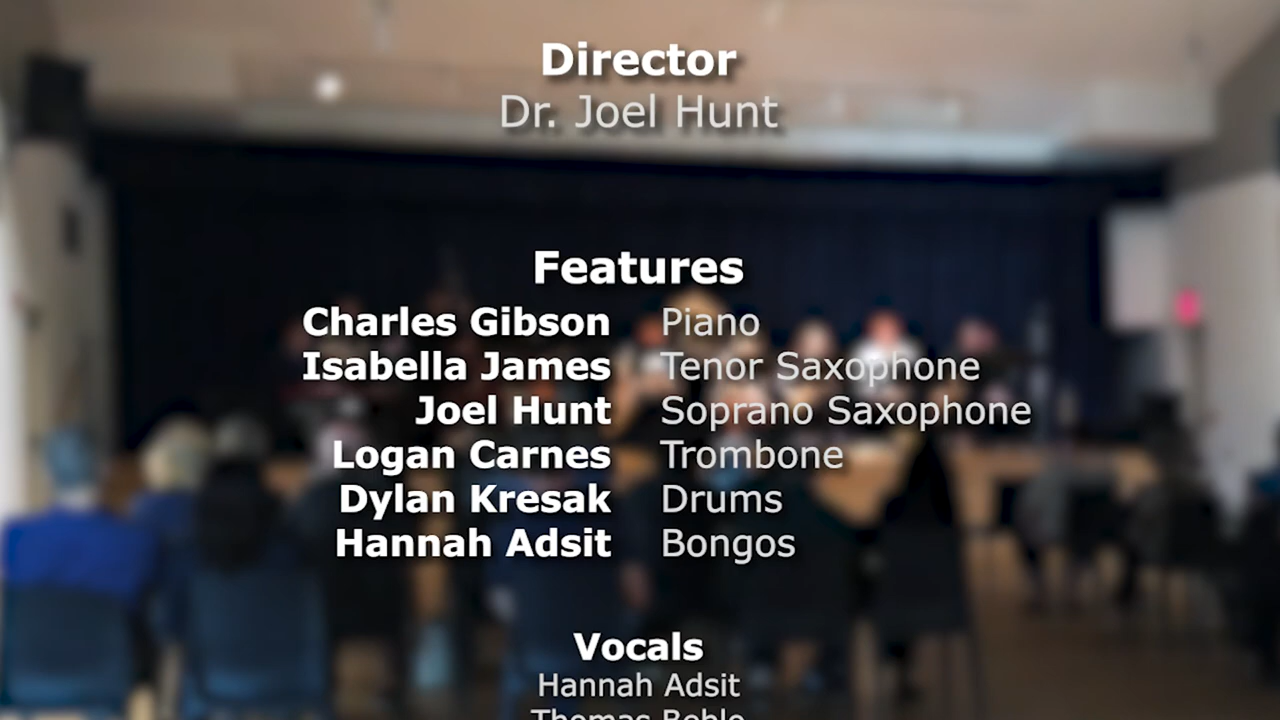 Director
Dr. Joel Hunt
Features
Charles Gibson Piano
Isabella James Tenor Saxophone
Joel Hunt Soprano Saxophone
Logan Carnes Trombone
Dylan Kresak Drums
Hannah Adsit Bongos
Vocals
Hannah Adsit
Thomas